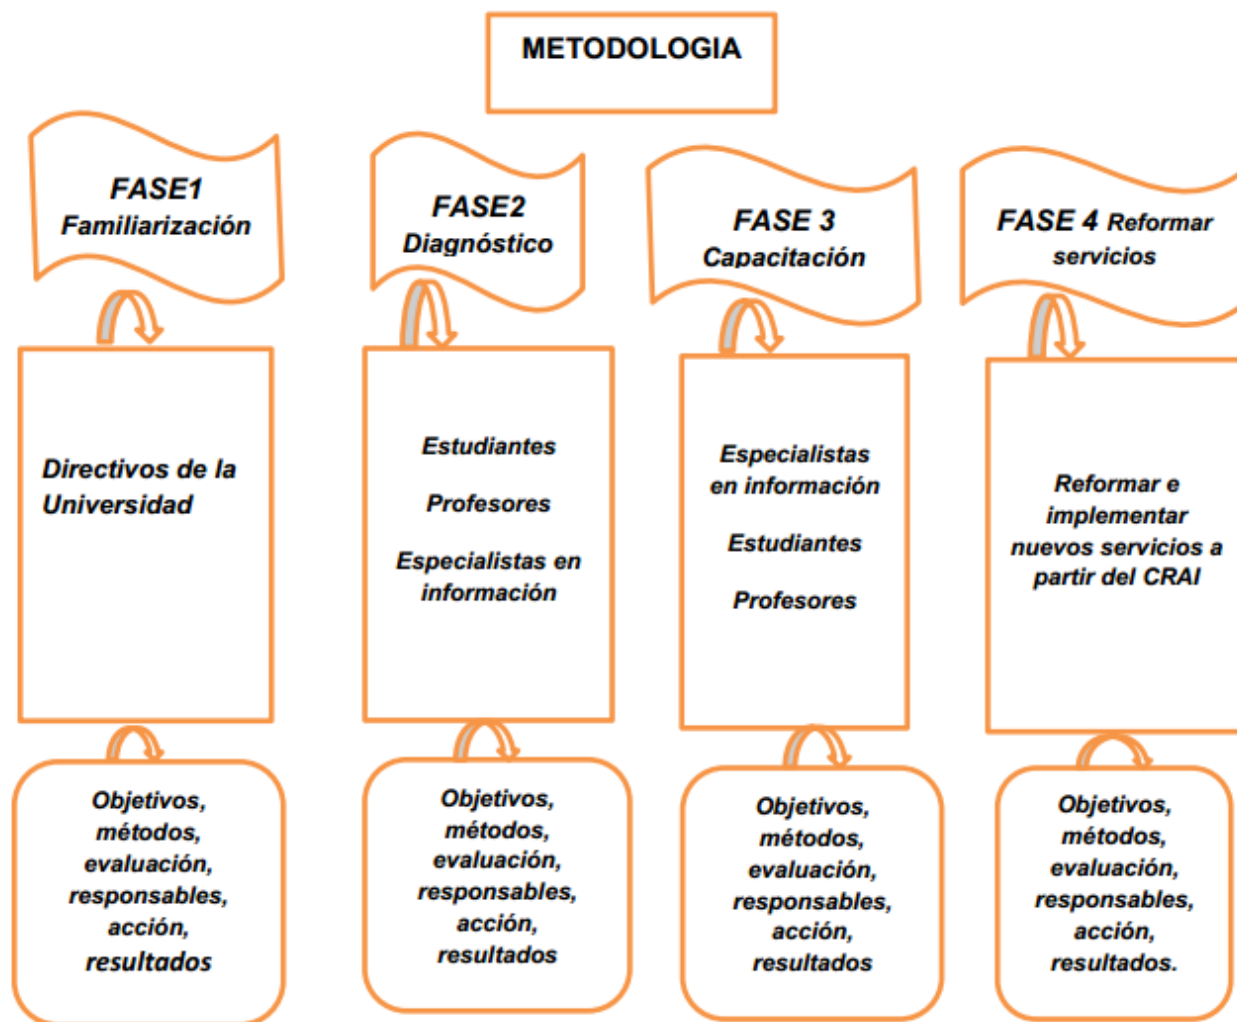 METODOLOGIA
FASE1
Familiarización
FASE2
Diagnóstico
FASE 3
Capacitación
FASE 4 Reformar
servicios
Directivos de la
Universidad
Estudiantes
Profesores
Especialistas en
información
Especialistas
en información
Estudiantes
Profesores
Reformar e
implementar
nuevos servicios a
partir del CRAI
Objetivos,
métodos,
evaluación,
responsables,
acción,
resultados
Objetivos,
métodos,
evaluación,
responsables,
acción,
resultados
Objetivos,
métodos,
evaluación,
responsables,
acción,
resultados
Objetivos,
métodos,
evaluación,
responsables,
acción,
resultados.